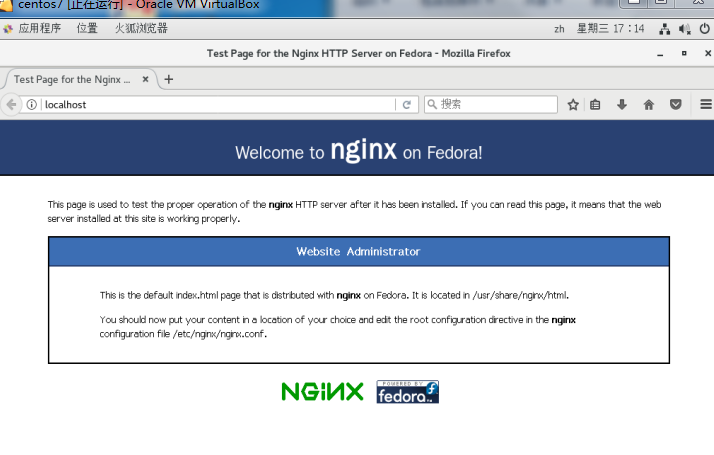 centos7 [正在运行] - Oracle VM VirtualBox
应用程序 位置 火狐浏览器 zh 星期三 17:14
Test Page for the Nginx HTTP Server on Fedora - Mozilla Firefox
Test Page for the Nginx ...
localhost 搜索
Welcome to nginx on Fedora!
This page is used to test the proper operation of the nginx HTTP server after it has been installed. If you can read this page, it means that the web
server installed at this site is working properly.
Website Administrator
This is the default index.html page that is distributed with nginx on Fedora. It is located in /usr/share/nginx/html.
You should now put your content in a location of your choice and edit the root configuration directive in the nginx
configuration file /etc/nginx/nginx.conf.
NGINX
POWERED BY
fedora